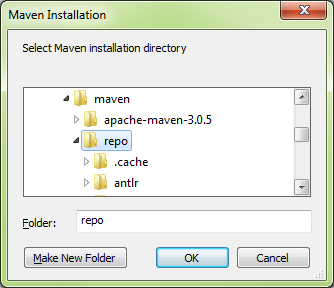 Maven Installation
Select Maven installation directory
maven
apache-maven-3.0.5
repo
.cache
antlr
Folder: repo
Make New Folder OK Cancel